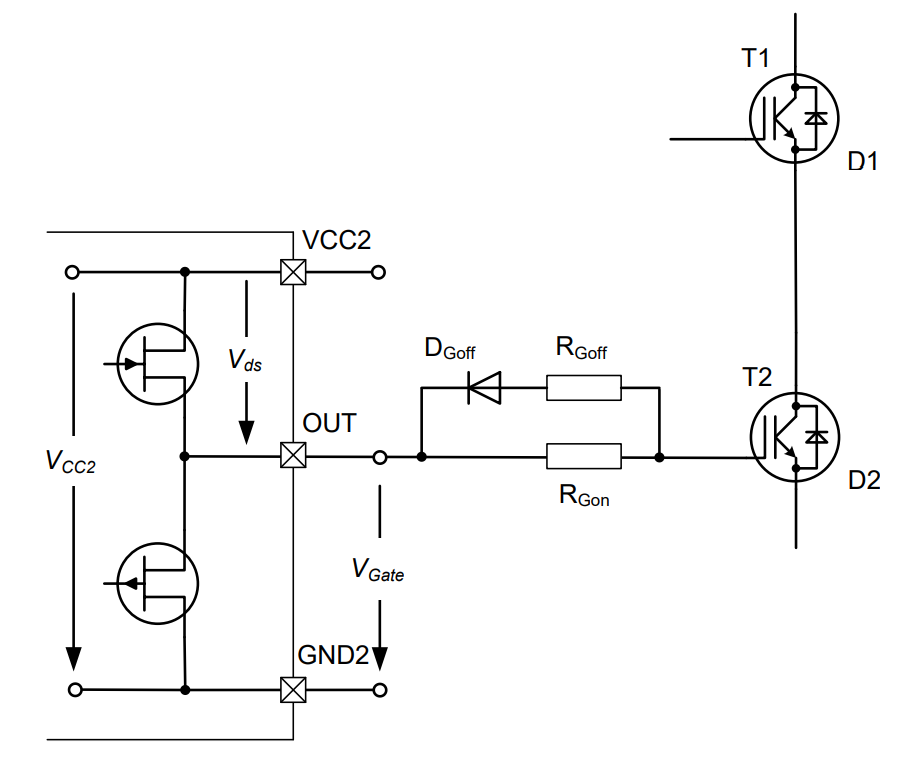 T1
D1
VCC2
Vds
DGoff
RGoff
T2
OUT
VCC2
D2
RGon
VGate
GND2